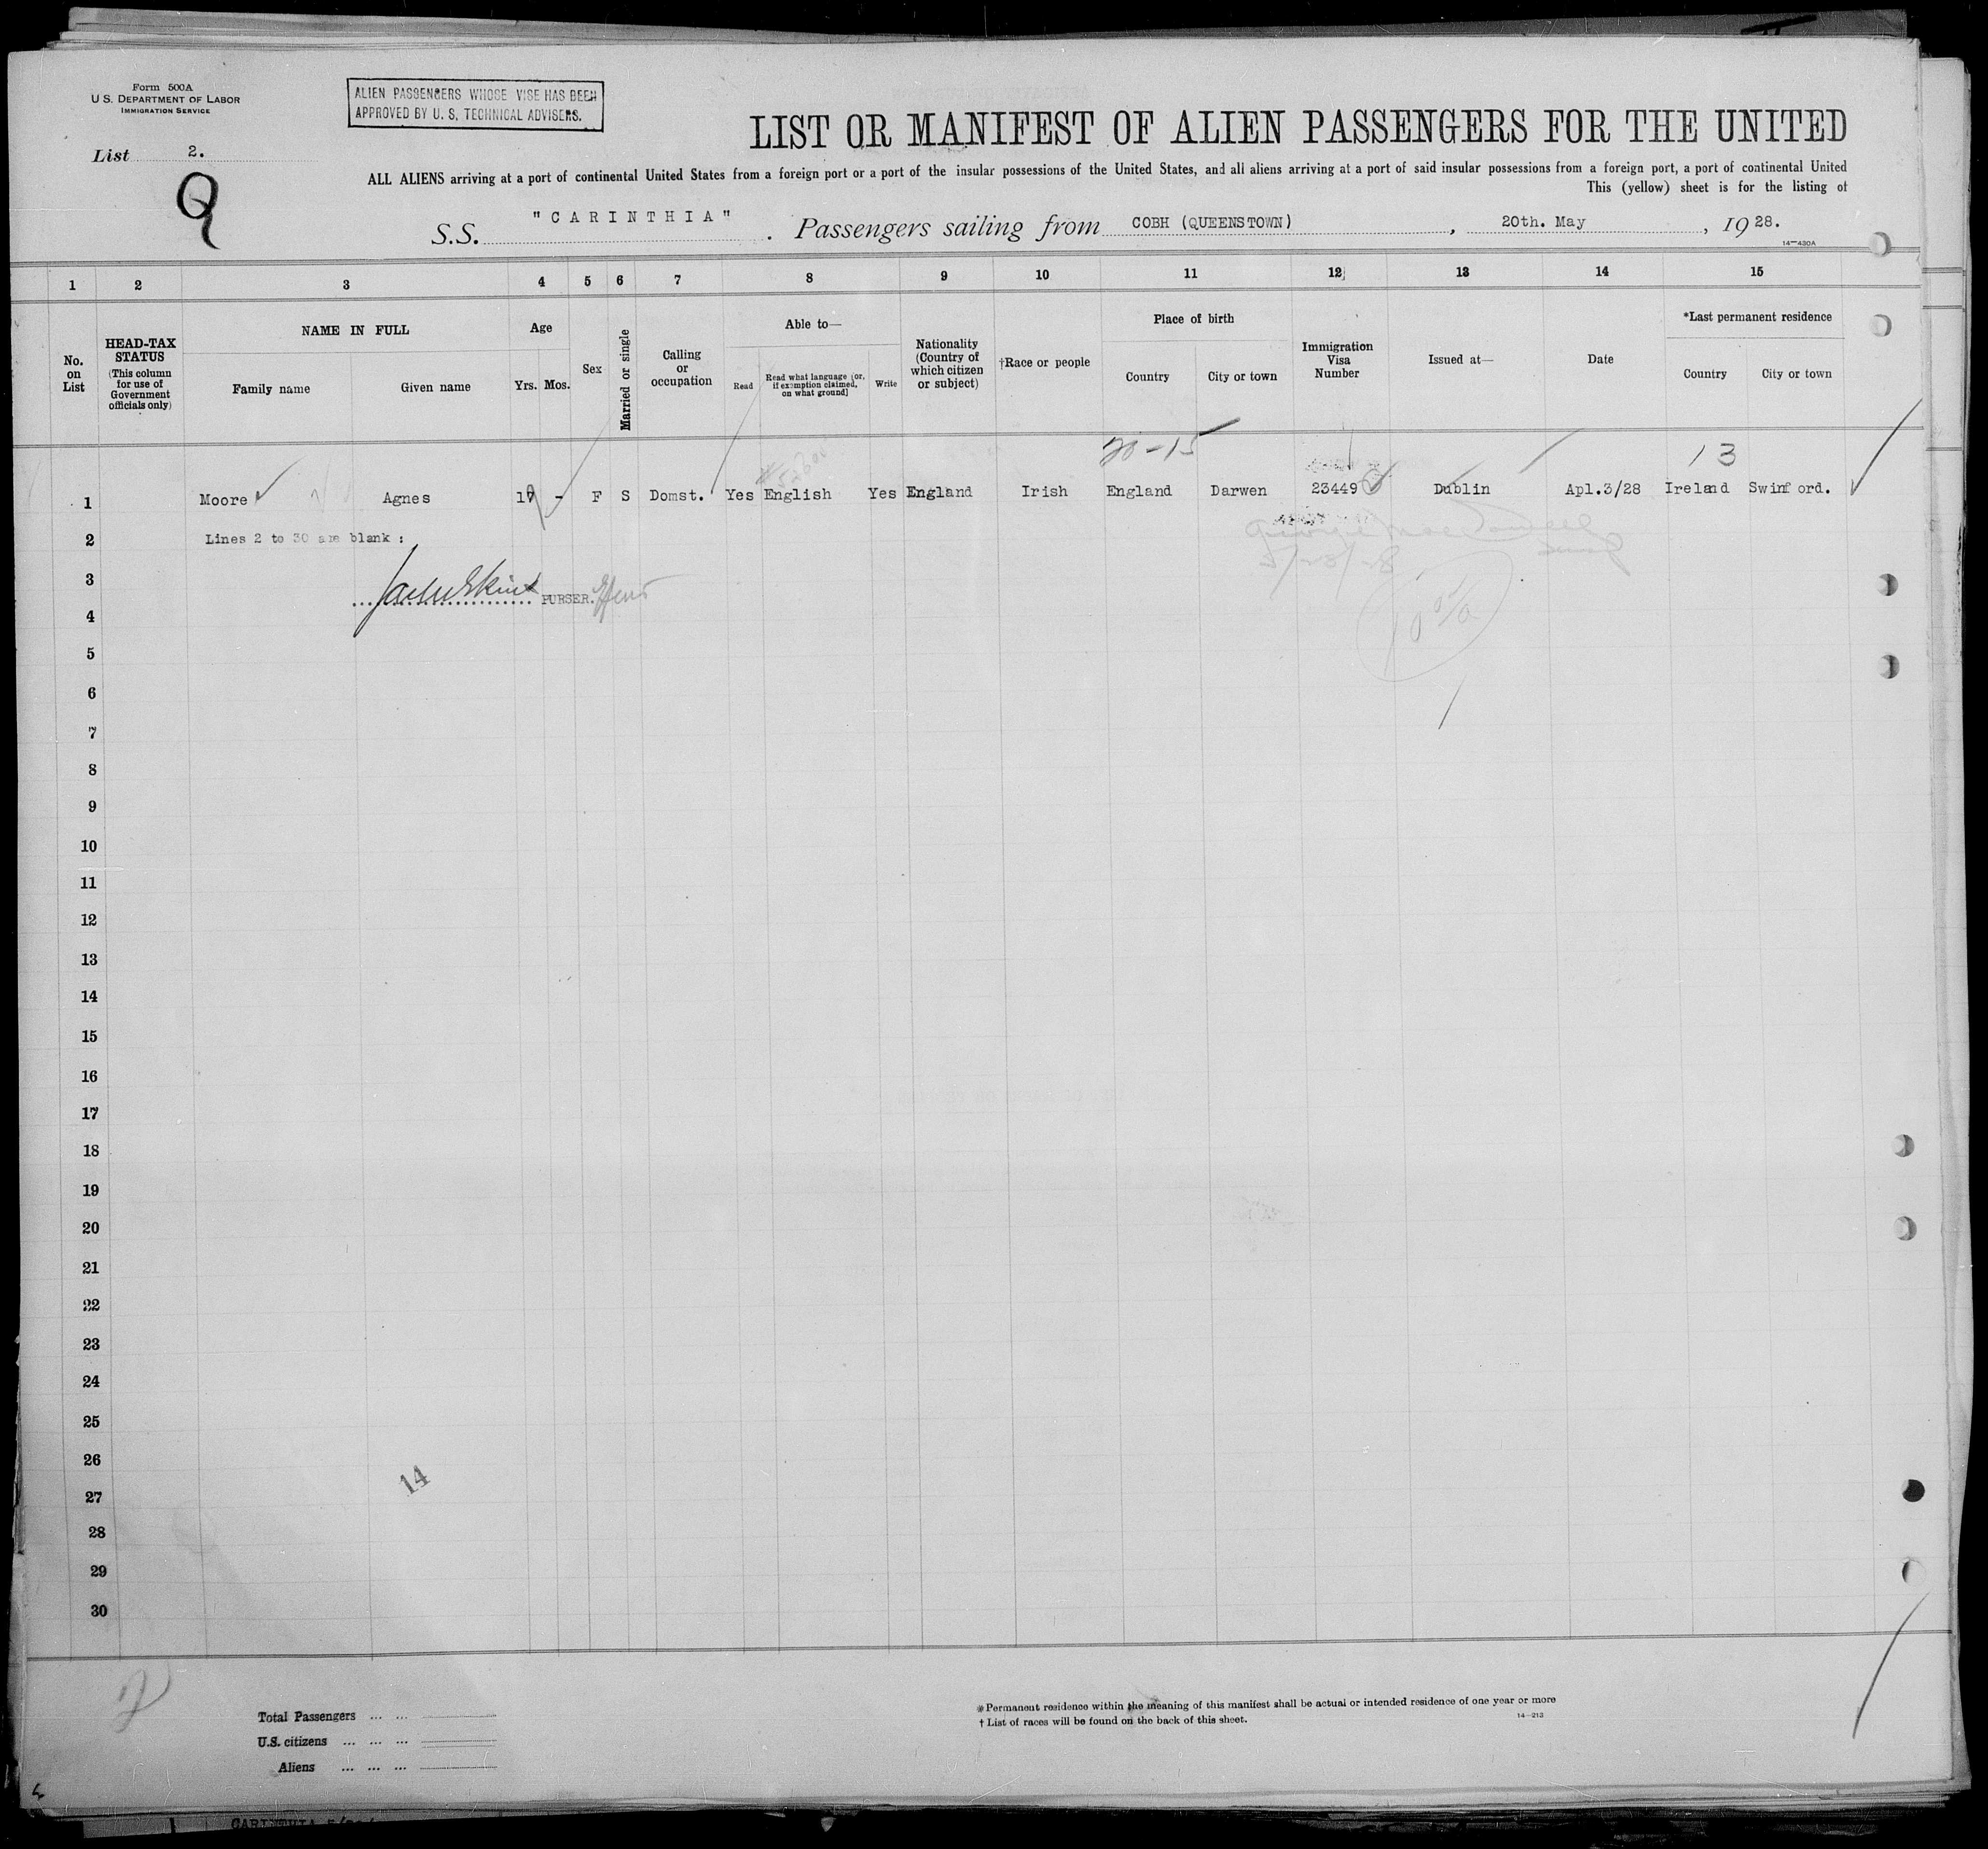 Form 500A
U. S. DEPARTMENT OF LABOR
IMMIGRATION SERVICE
ALIEN PASSENGERS WHOSE VISE HAS BEEN
APPROVED BY U. S. TECHNICAL ADVISERS.
List 2.
LIST OR MANIFEST OF ALIEN PASSENGERS FOR THE UNITED
ALL ALIENS arriving at a port of continental United States from a foreign port or a port of the insular possessions of the United States, and all aliens arriving at a port of said insular possessions from a foreign port, a port of continental United
This (yellow) sheet is for the listing of
S.S. "CARINTHIA". Passengers sailing from COBH (QUEENSTOWN), 20th. May, 1928.
14—430A
1 2 3 4 5 6 7 8 9 10 11 12 13 14 15
No. on List
HEAD-TAX STATUS (This column for use of Government officials only)
NAME IN FULL
Family name Given name
Age
Yrs. Mos.
Sex
Married or single
Calling or occupation
Able to—
Read Read what language (or, if exemption claimed, on what ground) Write
Nationality (Country of which citizen or subject)
†Race or people
Place of birth
Country City or town
Immigration Visa Number
Issued at—
Date
*Last permanent residence
Country City or town
20-15 13
1 Moore Agnes - F S Domst. Yes English Yes England Irish England Darwen 23449 Dublin Apl.3/28 Ireland Swinford.
2 Lines 2 to 30 are blank :
3
PURSER.
4
5
6
7
8
9
10
11
12
13
14
15
16
17
18
19
20
21
22
23
24
25
26
14
27
28
29
30
Total Passengers ... ...
U.S. citizens ... ... ...
Aliens ... ... ...
* Permanent residence within the meaning of this manifest shall be actual or intended residence of one year or more
† List of races will be found on the back of this sheet.
14—213